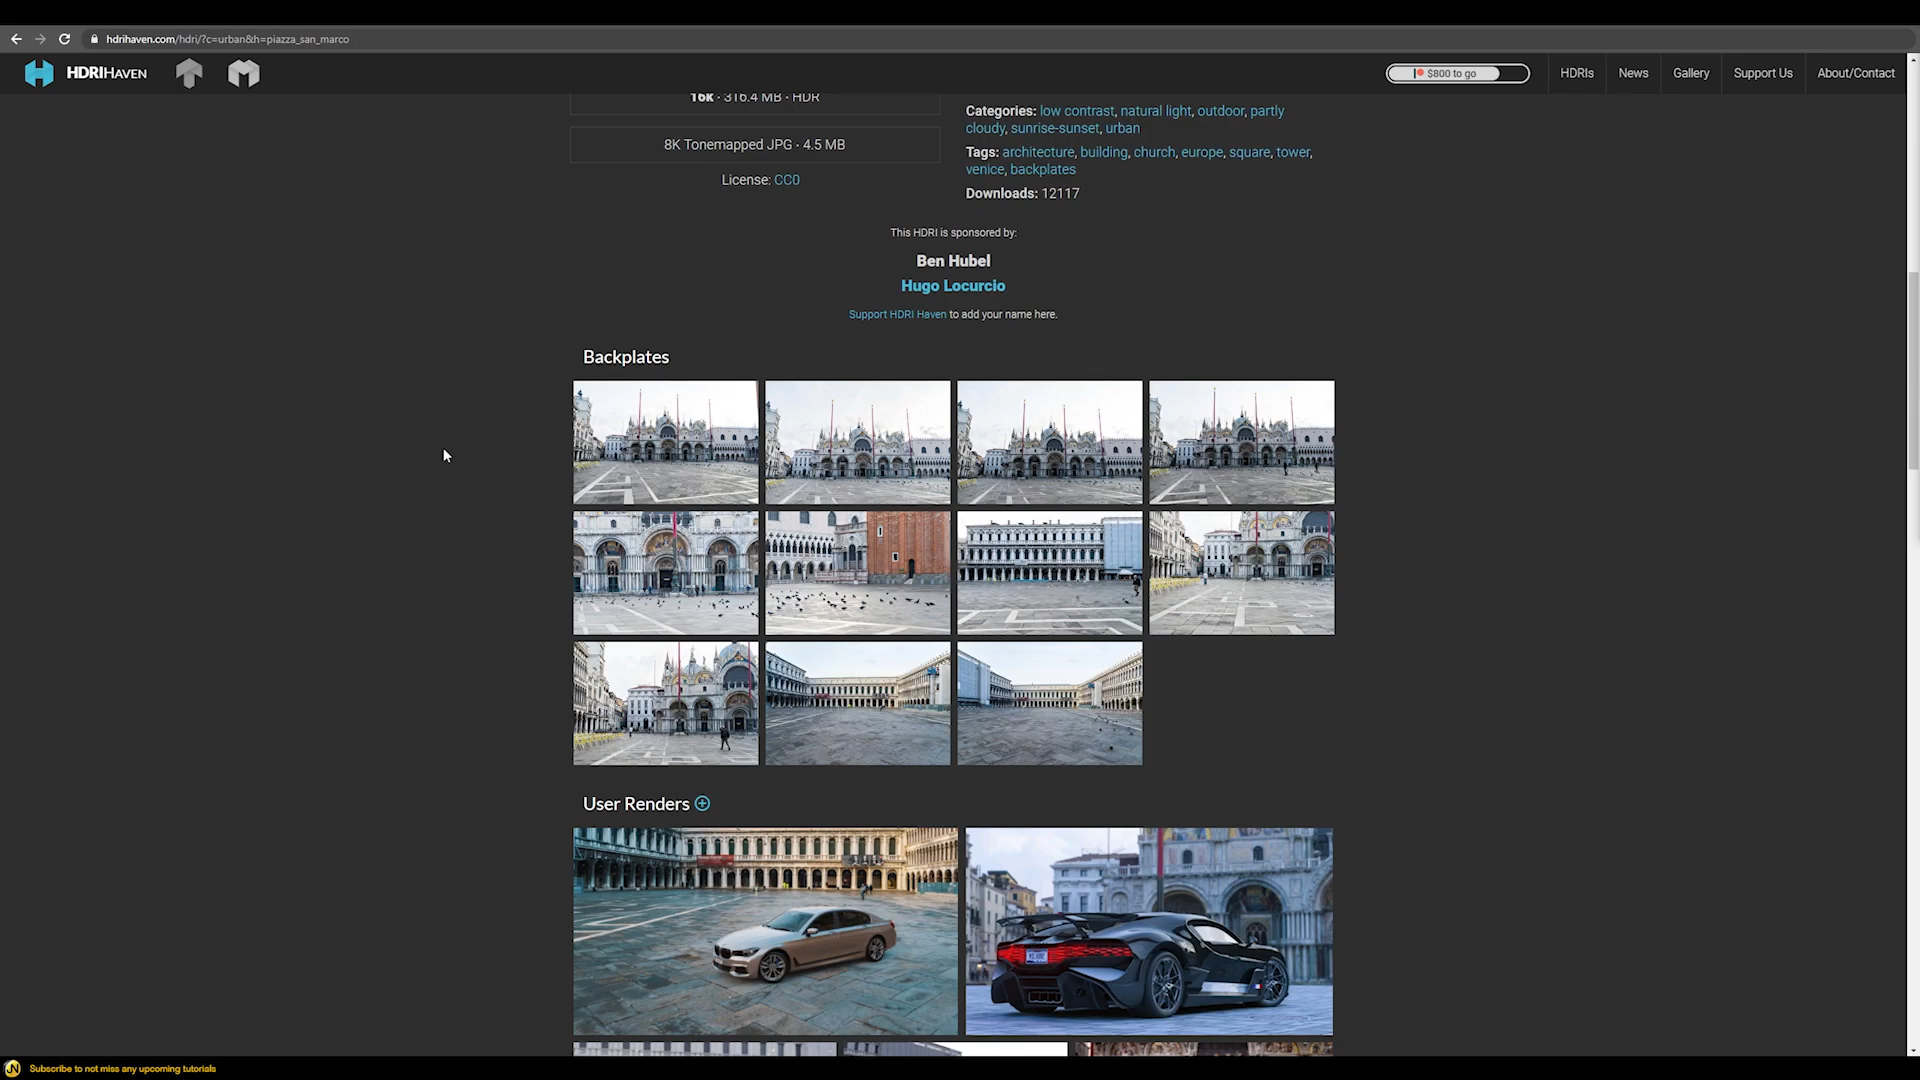 hdrihaven.com/hdri/?c=urban&h=piazza_san_marco
HDRIHAVEN
$800 to go
HDRIs
News
Gallery
Support Us
About/Contact
16K · 316.4 MB · HDR
8K Tonemapped JPG · 4.5 MB
License: CC0
Categories: low contrast, natural light, outdoor, partly
cloudy, sunrise-sunset, urban
Tags: architecture, building, church, europe, square, tower,
venice, backplates
Downloads: 12117
This HDRI is sponsored by:
Ben Hubel
Hugo Locurcio
Support HDRI Haven to add your name here.
Backplates
User Renders
Subscribe to not miss any upcoming tutorials